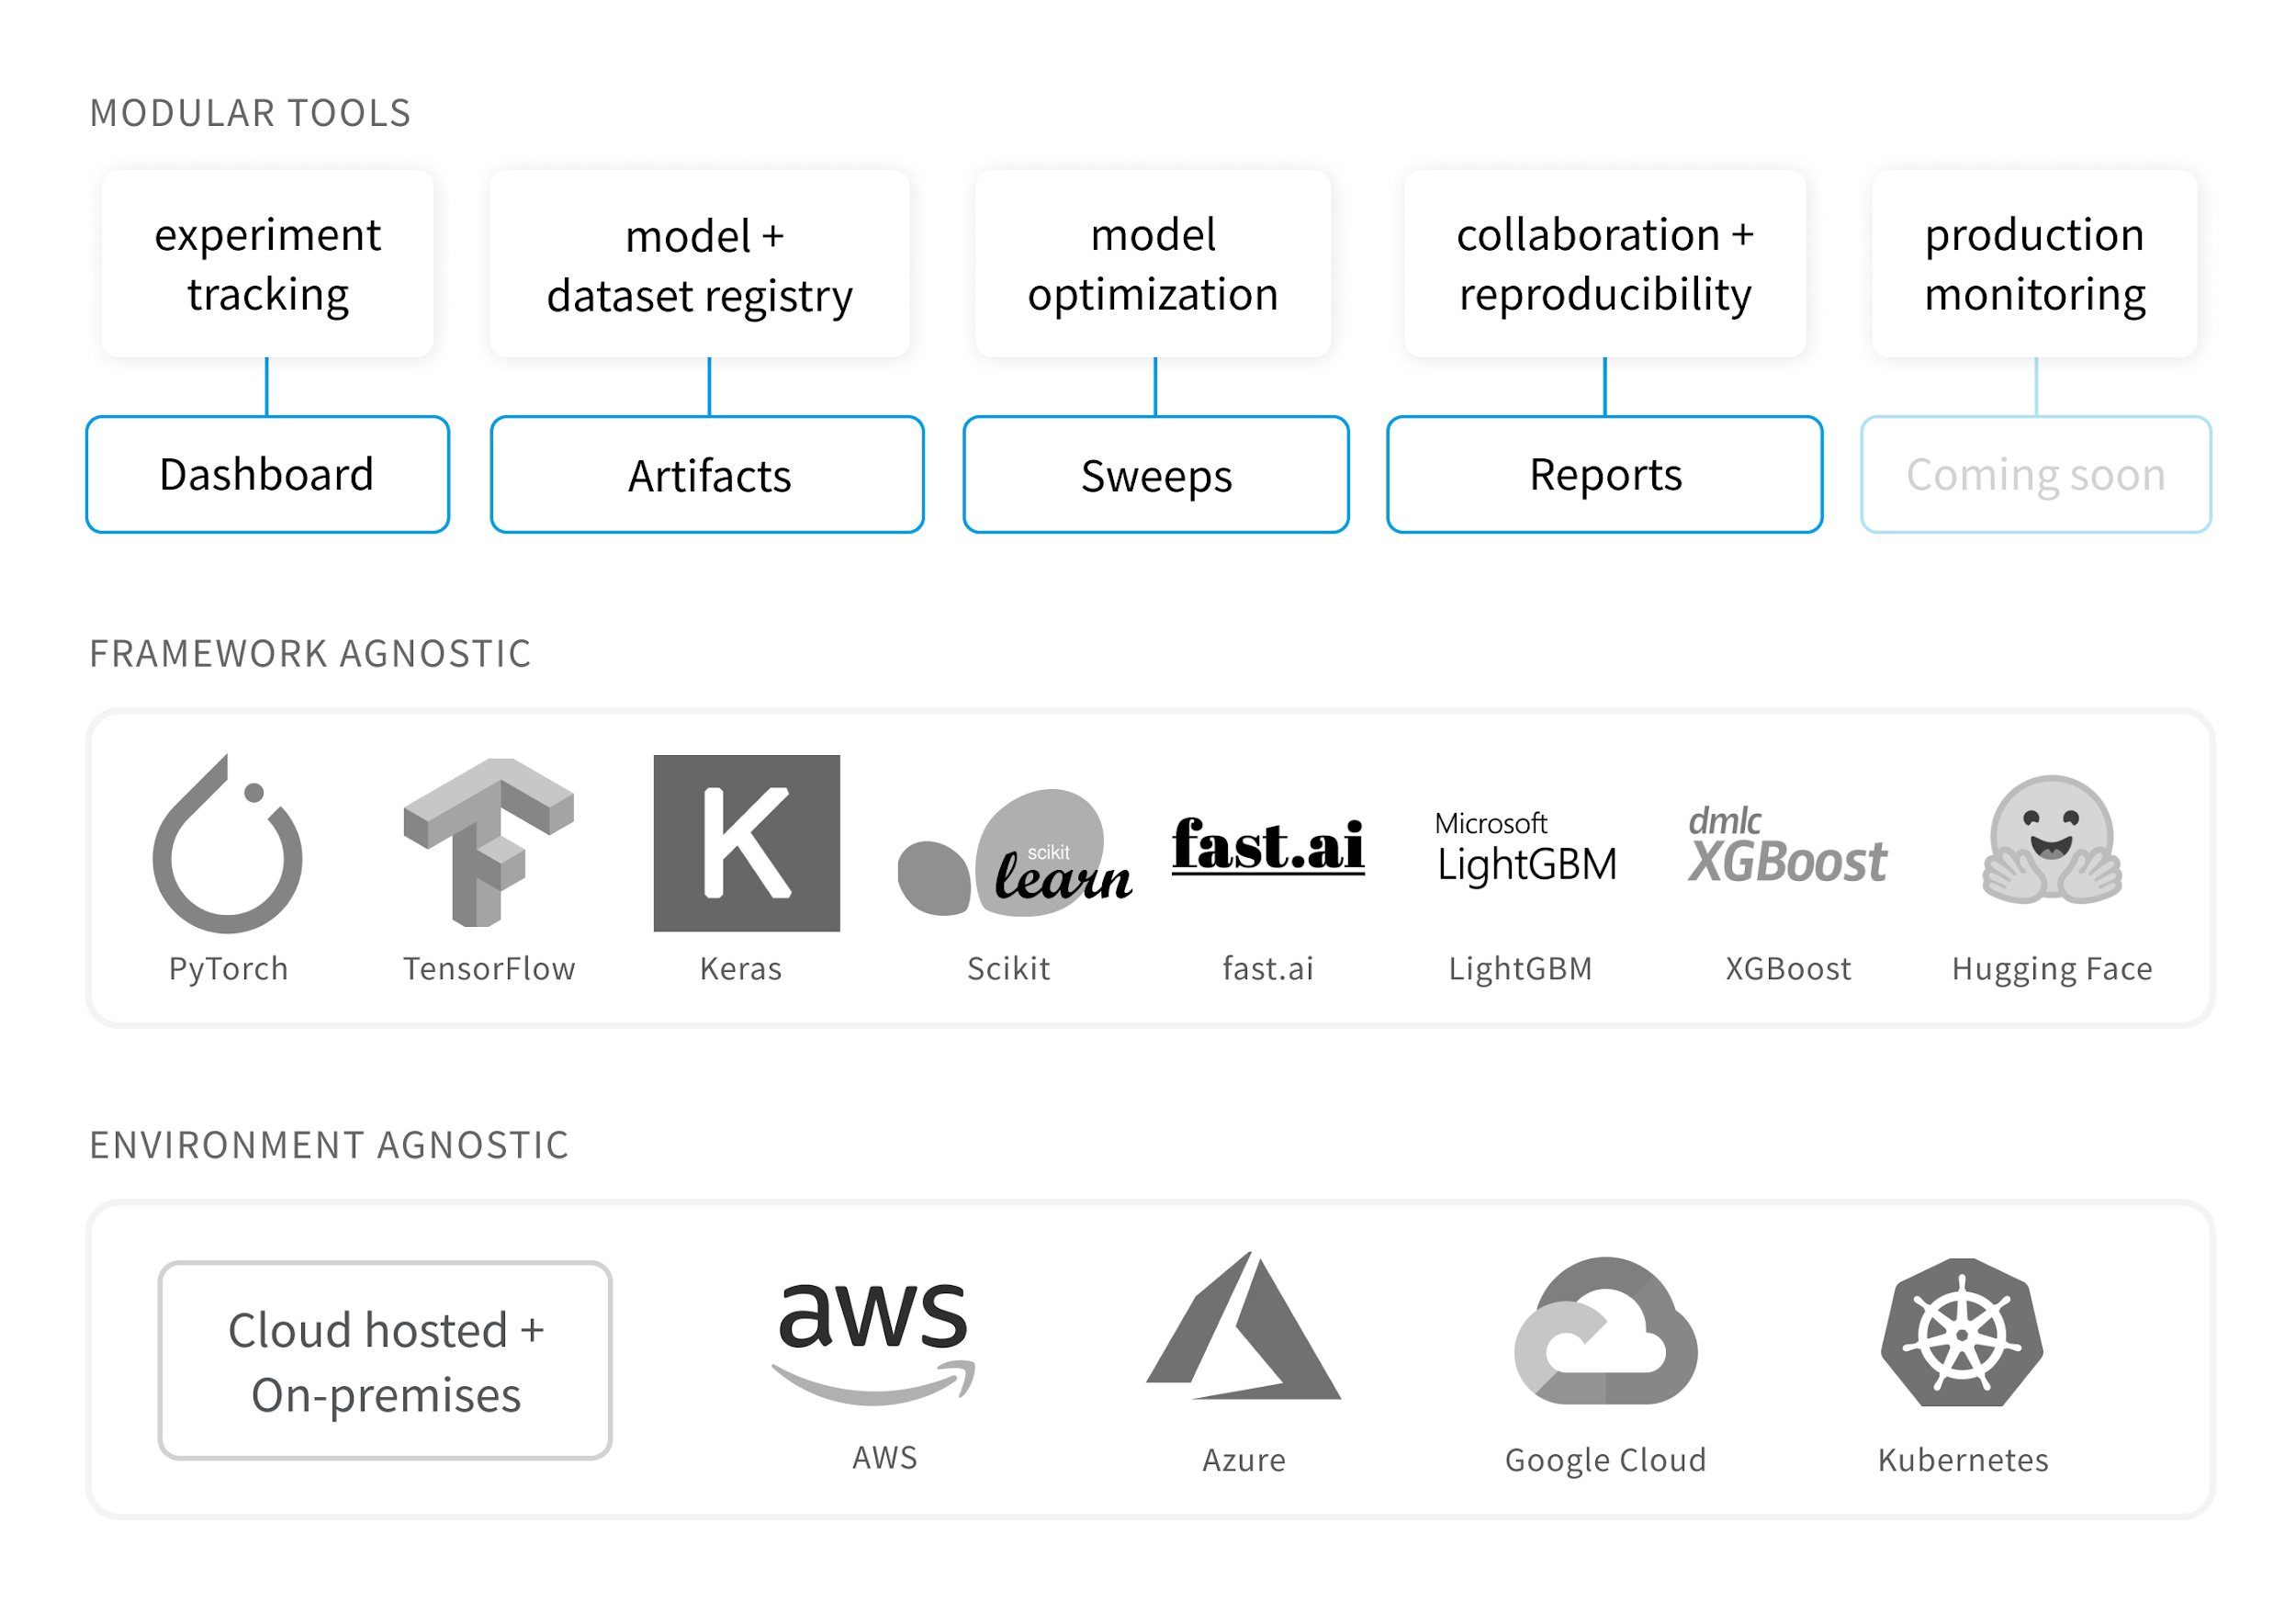 MODULAR TOOLS
experiment
tracking
model +
dataset registry
model
optimization
collaboration +
reproducibility
production
monitoring
Dashboard
Artifacts
Sweeps
Reports
Coming soon
FRAMEWORK AGNOSTIC
K
scikit
learn
fast.ai
Microsoft
LightGBM
dmlc
XGBoost
PyTorch
TensorFlow
Keras
Scikit
fast.ai
LightGBM
XGBoost
Hugging Face
ENVIRONMENT AGNOSTIC
Cloud hosted +
On-premises
aws
AWS
Azure
Google Cloud
Kubernetes